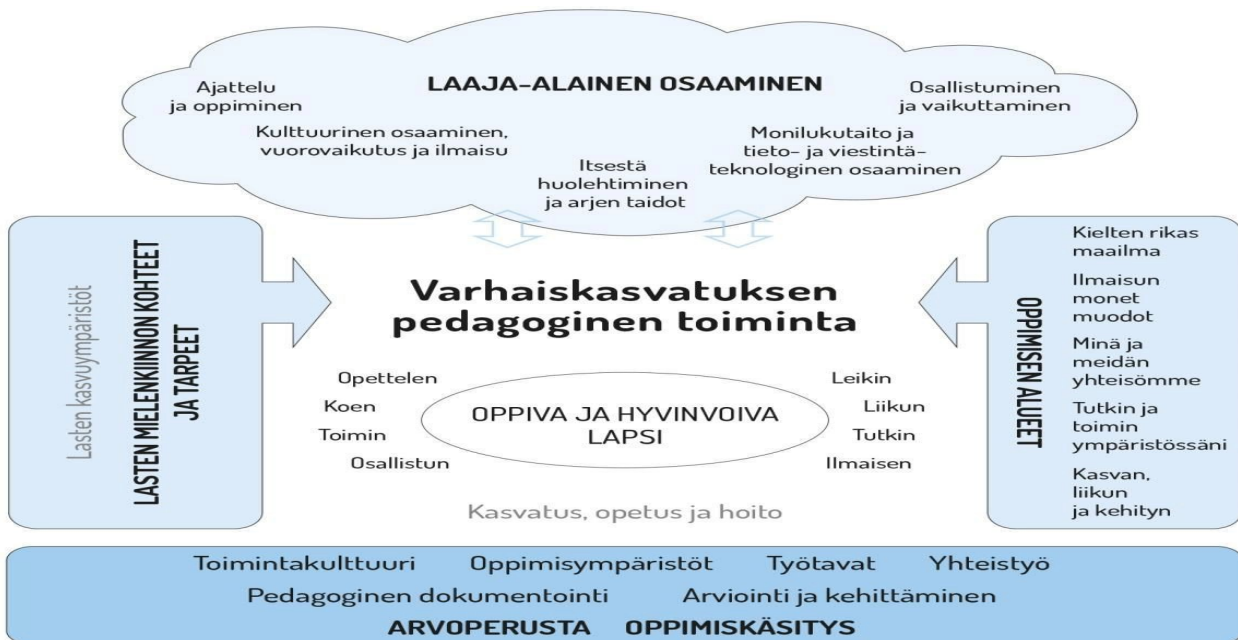 LAAJA-ALAINEN OSAAMINEN
Ajattelu
ja oppiminen
Kulttuurinen osaaminen,
vuorovaikutus ja ilmaisu
Itsestä
huolehtiminen
ja arjen taidot
Monilukutaito ja
tieto- ja viestintä-
teknologinen osaaminen
Osallistuminen
ja vaikuttaminen
Lasten kasvuympäristöt
LASTEN MIELENKIINNON KOHTEET
JA TARPEET
Varhaiskasvatuksen
pedagoginen toiminta
Opettelen
Koen
Toimin
Osallistun
OPPIVA JA HYVINVOIVA
LAPSI
Leikin
Liikun
Tutkin
Ilmaisen
Kasvatus, opetus ja hoito
OPPIMISEN ALUEET
Kielten rikas
maailma
Ilmaisun
monet
muodot
Minä ja
meidän
yhteisömme
Tutkin ja
toimin
ympäristössäni
Kasvan,
liikun
ja kehityn
Toimintakulttuuri Oppimisympäristöt Työtavat Yhteistyö
Pedagoginen dokumentointi Arviointi ja kehittäminen
ARVOPERUSTA OPPIMISKÄSITYS